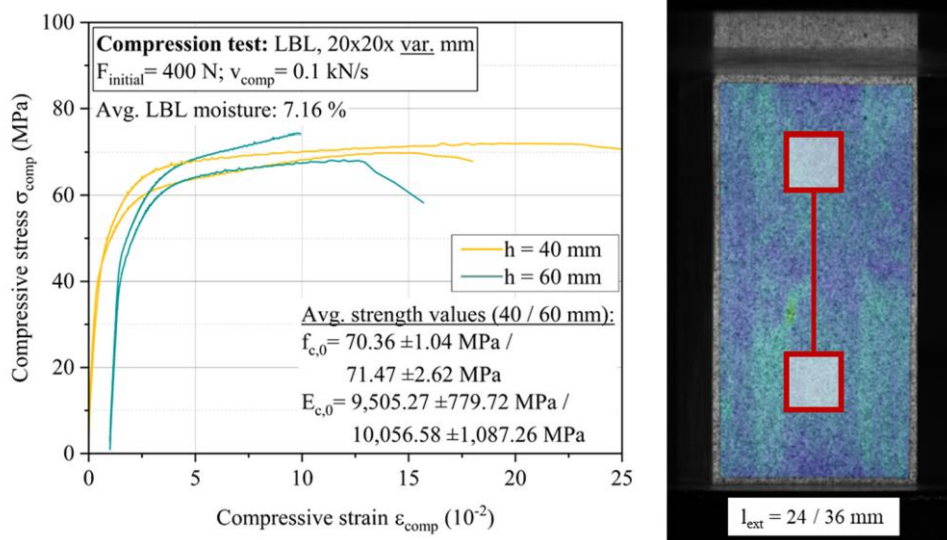 Compression test: LBL, 20x20x var. mm
F_initial= 400 N; v_comp= 0.1 kN/s
Avg. LBL moisture: 7.16 %
h = 40 mm
h = 60 mm
Avg. strength values (40 / 60 mm):
f_c,0= 70.36 ±1.04 MPa /
71.47 ±2.62 MPa
E_c,0= 9,505.27 ±779.72 MPa /
10,056.58 ±1,087.26 MPa
Compressive stress σ_comp (MPa)
100
80
60
40
20
0
0
5
10
15
20
25
Compressive strain ε_comp (10⁻²)
l_ext = 24 / 36 mm